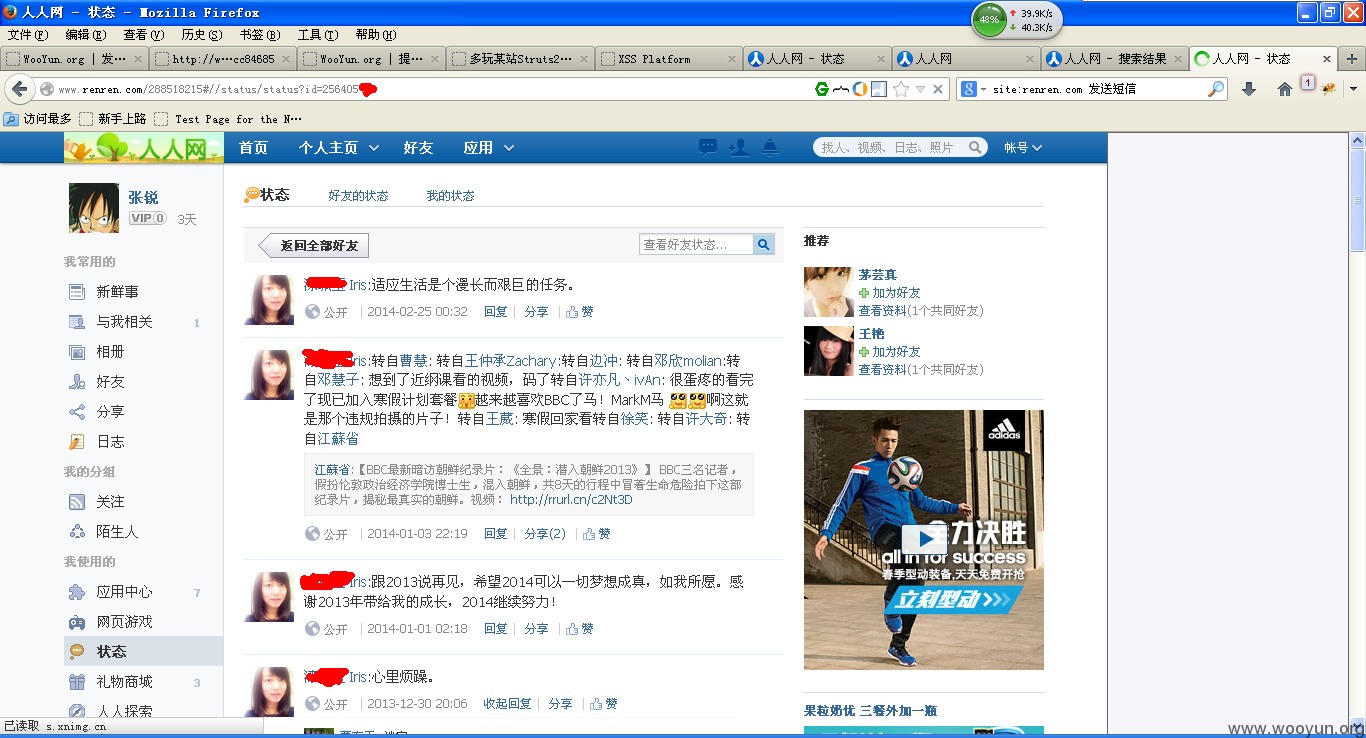 人人网 - 状态 - Mozilla Firefox
48% 39.9K/s
40.3K/s
文件(F) 编辑(E) 查看(V) 历史(S) 书签(B) 工具(T) 帮助(H)
WooYun.org | 发… http://w…cc84685 WooYun.org | 提… 多玩某站Struts2… XSS Platform 人人网 - 状态 人人网 人人网 - 搜索结果 人人网 - 状态
www.renren.com/288518215#//status/status?id=256405
site:renren.com 发送短信
1
访问最多 新手上路 Test Page for the N…
人人网 首页 个人主页 好友 应用 找人、视频、日志、照片 帐号
张锐
VIP 0 3天
我常用的
新鲜事
与我相关 1
相册
好友
分享
日志
我的分组
关注
陌生人
我使用的
应用中心 7
网页游戏
状态
礼物商城 3
人人探索
状态 好友的状态 我的状态
返回全部好友 查看好友状态...
Iris:适应生活是个漫长而艰巨的任务。
公开 | 2014-02-25 00:32 回复 | 分享 | 赞
Iris:转自曹慧: 转自王仲承Zachary:转自边冲: 转自邓欣molian:转
自邓慧子: 想到了近纲课看的视频，码了转自许亦凡丶ivAn: 很蛋疼的看完
了现已加入寒假计划套餐越来越喜欢BBC了马！MarkM马 啊这就
是那个违规拍摄的片子！转自王葳: 寒假回家看转自徐笑: 转自许大奇: 转
自江蘇省
江蘇省:【BBC最新暗访朝鲜纪录片：《全景：潜入朝鲜2013》】 BBC三名记者，
假扮伦敦政治经济学院博士生，混入朝鲜，共8天的行程中冒着生命危险拍下这部
纪录片，揭秘最真实的朝鲜。视频： http://rrurl.cn/c2Nt3D
公开 | 2014-01-03 22:19 回复 | 分享(2) | 赞
Iris:跟2013说再见，希望2014可以一切梦想成真，如我所愿。感
谢2013年带给我的成长，2014继续努力！
公开 | 2014-01-01 02:18 回复 | 分享 | 赞
Iris:心里烦躁。
公开 | 2013-12-30 20:06 收起回复 | 分享 | 赞
推荐
茅芸真
加为好友
查看资料(1个共同好友)
王艳
加为好友
查看资料(1个共同好友)
adidas
全力决胜
all in for success
春季型动装备,天天免费开抢
立刻型动
果粒奶优 三餐外加一瓶
已读取 s.xnimg.cn
www.wooyun.org